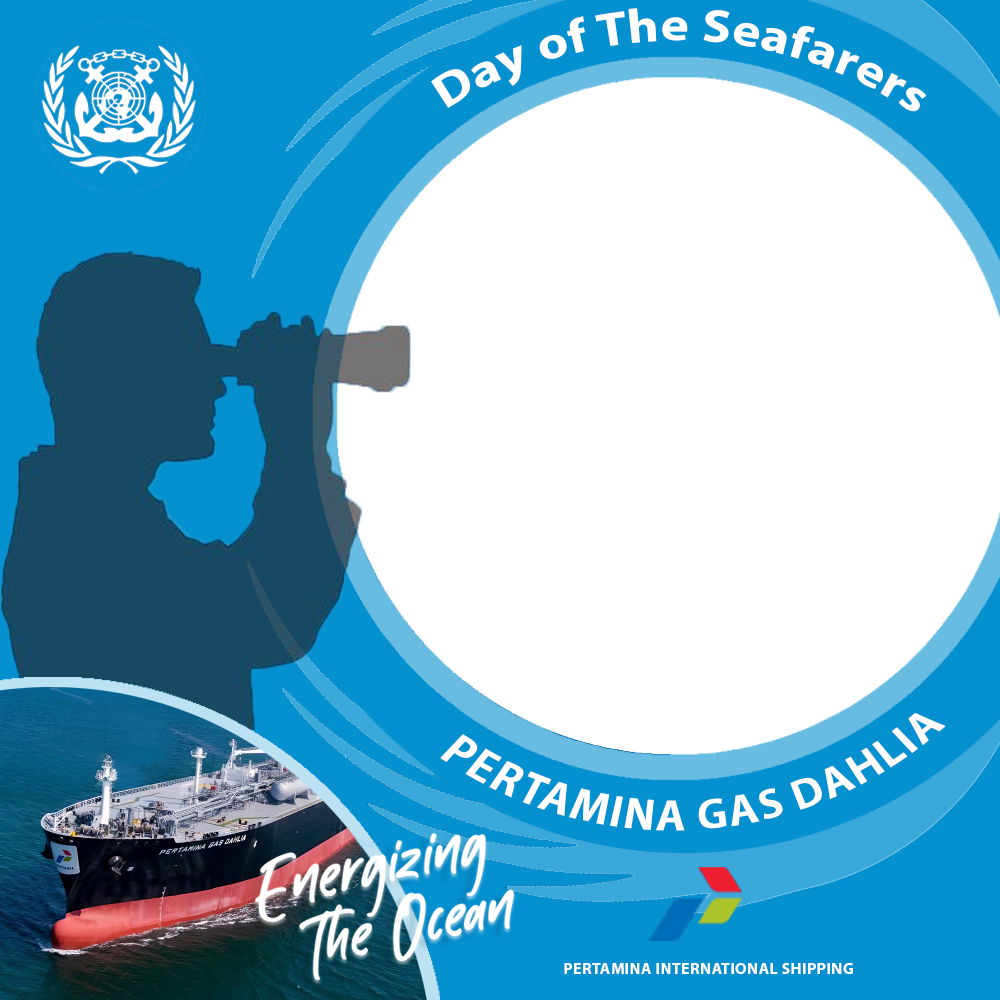 Day of The Seafarers
PERTAMINA GAS DAHLIA
PERTAMINA GAS DAHLIA
Energizing
The Ocean
PERTAMINA INTERNATIONAL SHIPPING